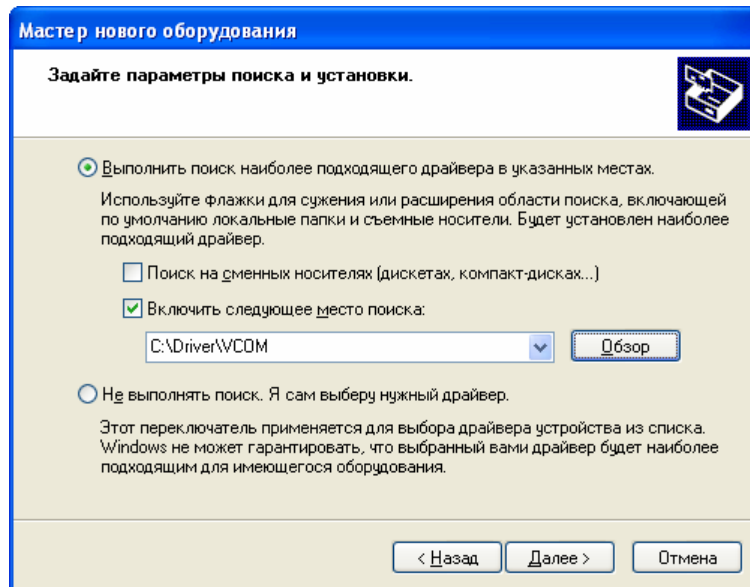 Мастер нового оборудования
Задайте параметры поиска и установки.
Выполнить поиск наиболее подходящего драйвера в указанных местах.
Используйте флажки для сужения или расширения области поиска, включающей
по умолчанию локальные папки и съемные носители. Будет установлен наиболее
подходящий драйвер.
Поиск на сменных носителях (дискетах, компакт-дисках...)
Включить следующее место поиска:
C:\Driver\VCOM
Обзор
Не выполнять поиск. Я сам выберу нужный драйвер.
Этот переключатель применяется для выбора драйвера устройства из списка.
Windows не может гарантировать, что выбранный вами драйвер будет наиболее
подходящим для имеющегося оборудования.
< Назад Далее > Отмена